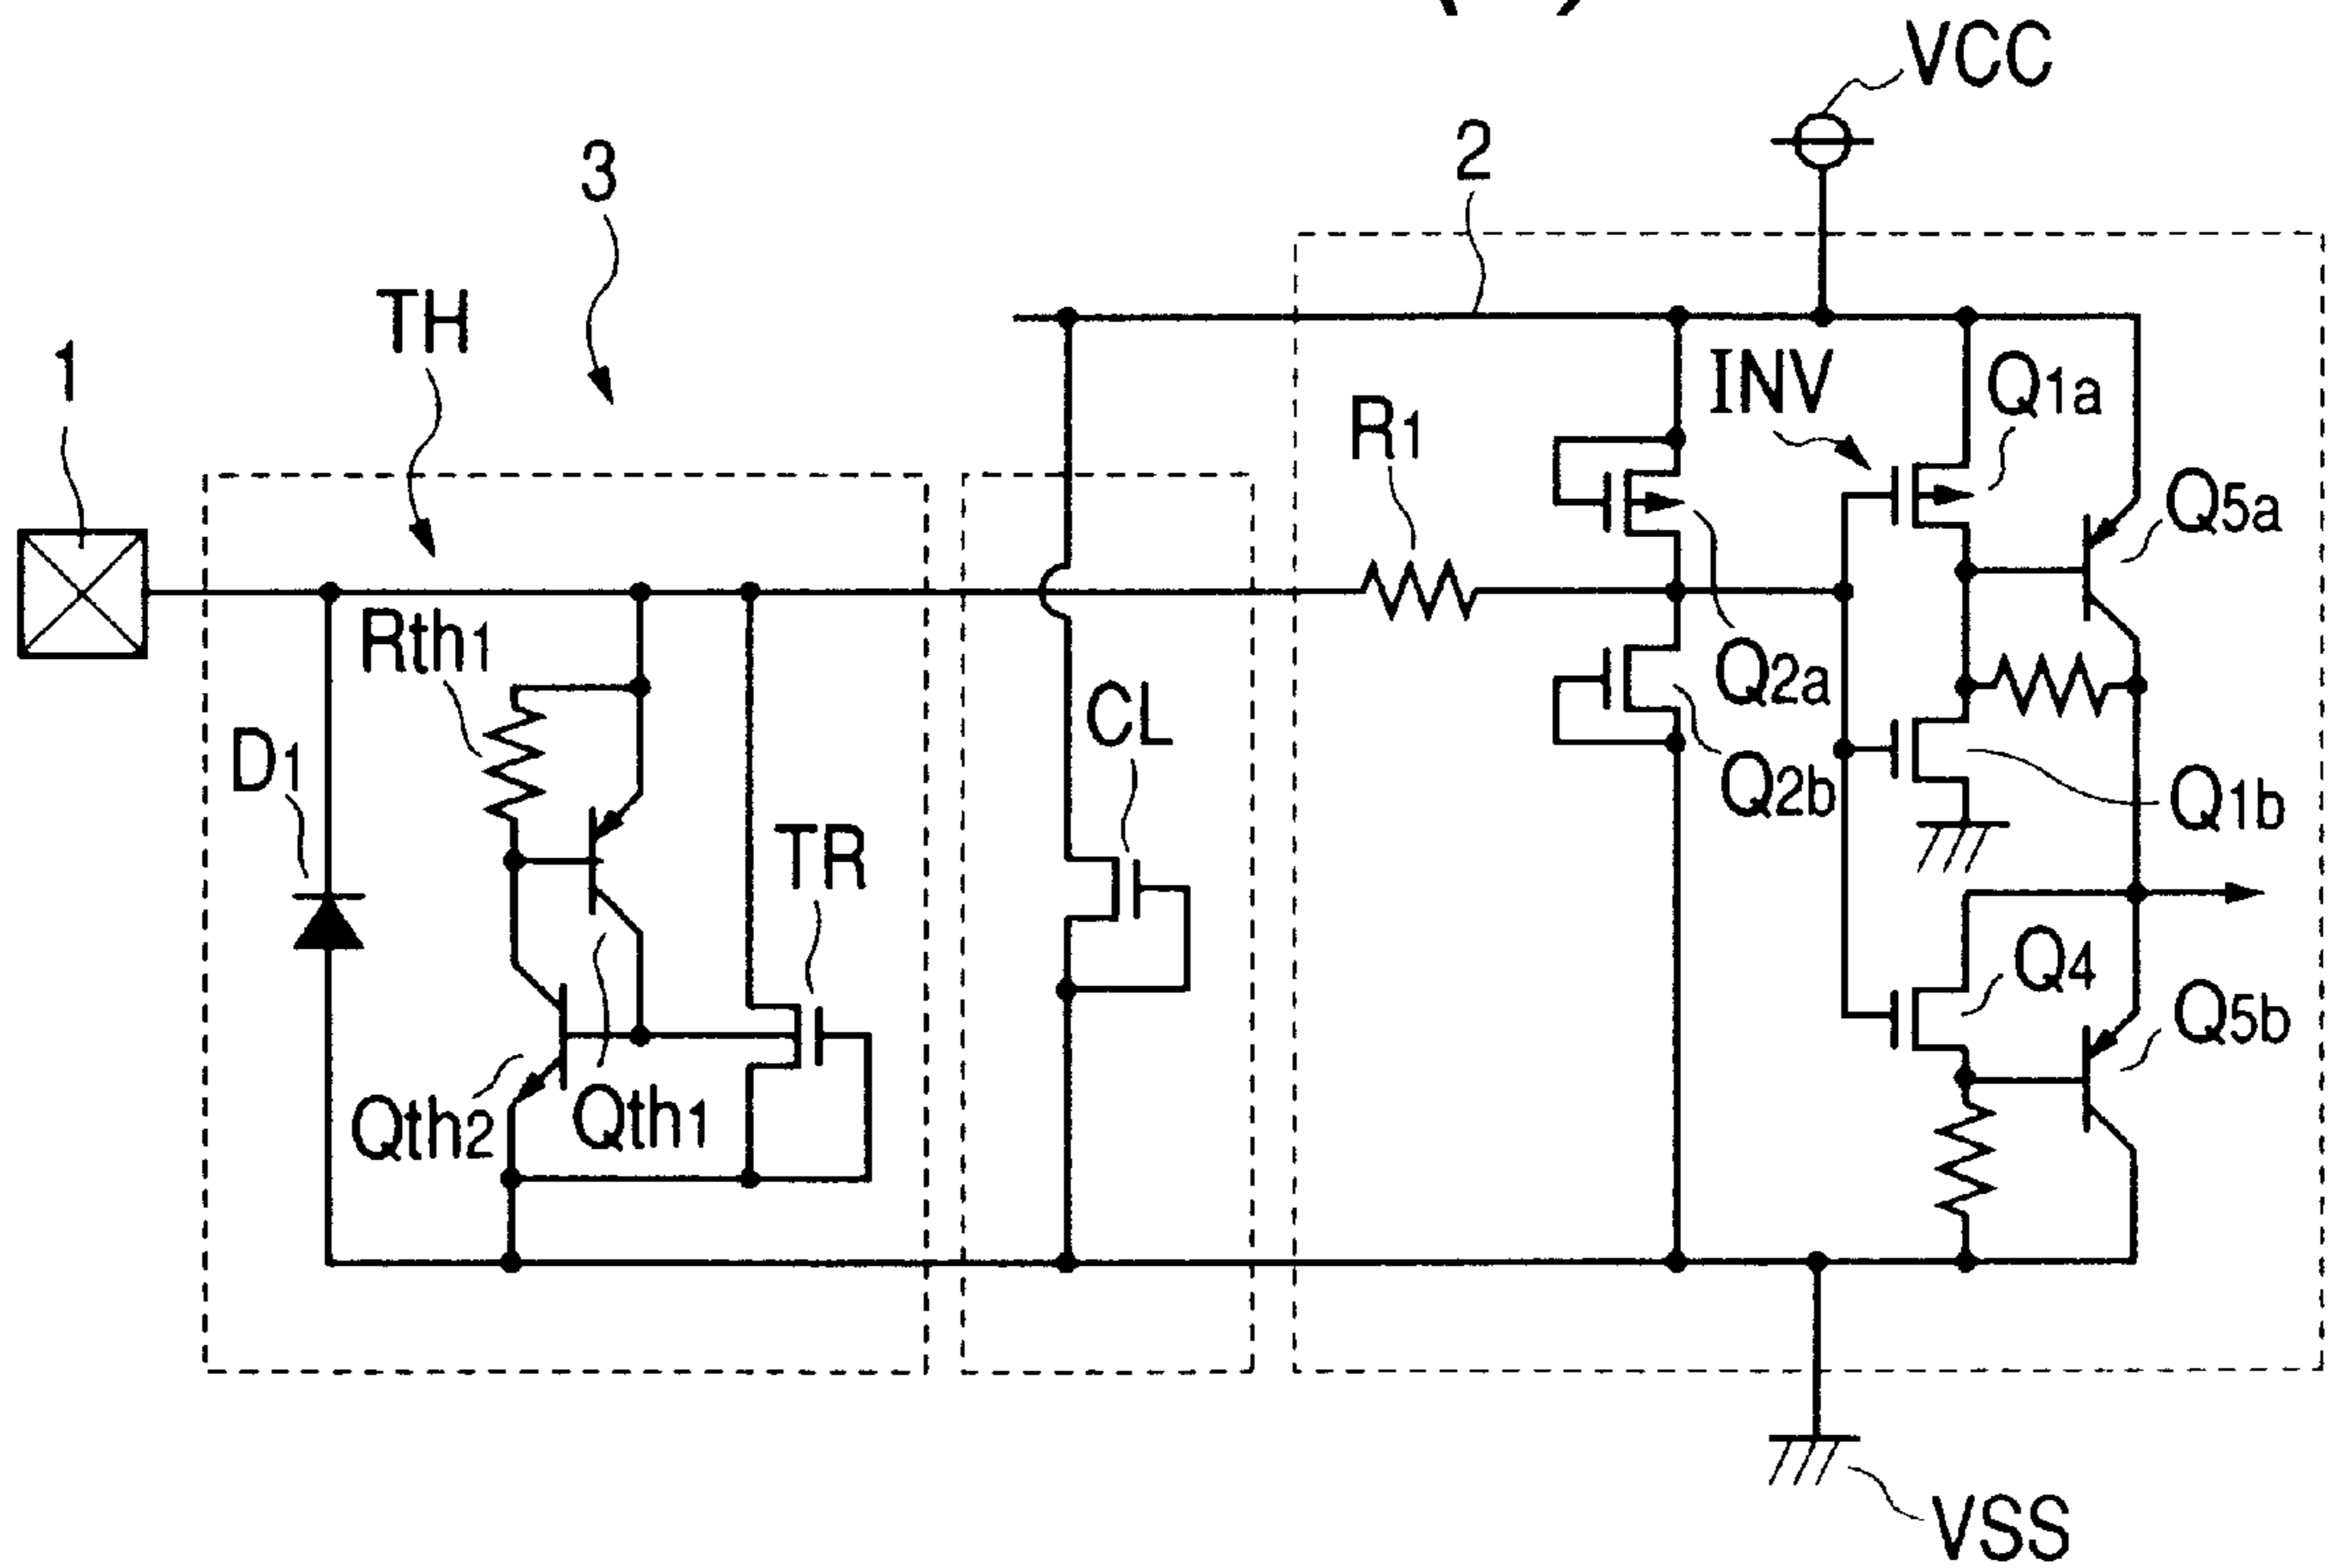 VCC
2
3
TH
1
INV
Q1a
R1
Q5a
Rth1
Q2a
CL
D1
Q2b
Q1b
TR
Q4
Q5b
Qth2
Qth1
VSS